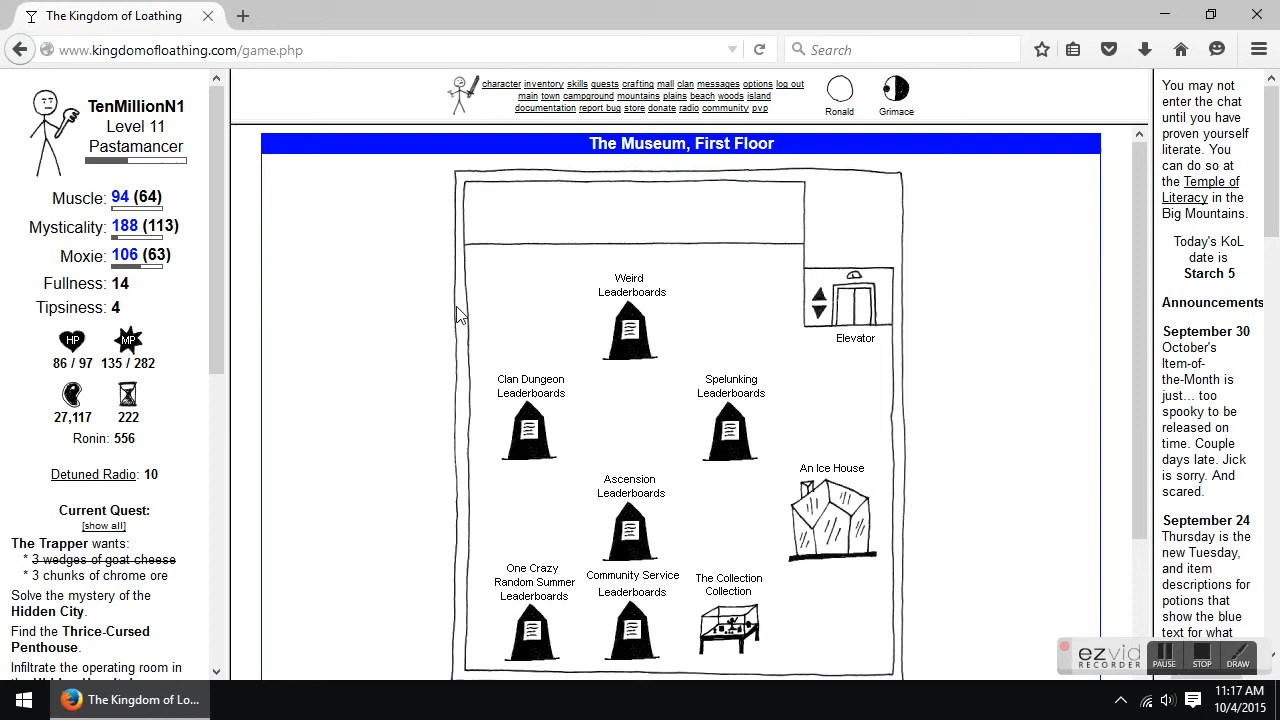 The Kingdom of Loathing
www.kingdomofloathing.com/game.php
Search
TenMillionN1
Level 11
Pastamancer
Muscle: 94 (64)
Mysticality: 188 (113)
Moxie: 106 (63)
Fullness: 14
Tipsiness: 4
HP
MP
86 / 97
135 / 282
27,117
222
Ronin: 556
Detuned Radio: 10
Current Quest:
[show all]
The Trapper wants:
* 3 wedges of goat cheese
* 3 chunks of chrome ore
Solve the mystery of the
Hidden City.
Find the Thrice-Cursed
Penthouse.
Infiltrate the operating room in
character inventory skills quests crafting mall clan messages options log out
main town campground mountains plains beach woods island
documentation report bug store donate radio community pvp
Ronald
Grimace
The Museum, First Floor
Weird
Leaderboards
Elevator
Clan Dungeon
Leaderboards
Spelunking
Leaderboards
An Ice House
Ascension
Leaderboards
One Crazy
Random Summer
Leaderboards
Community Service
Leaderboards
The Collection
Collection
You may not
enter the chat
until you have
proven yourself
literate. You
can do so at
the Temple of
Literacy in the
Big Mountains.
Today's KoL
date is
Starch 5
Announcements
September 30
October's
Item-of-
the-Month is
just... too
spooky to be
released on
time. Couple
days late. Jick
is sorry. And
scared.
September 24
Thursday is the
new Tuesday,
and item
descriptions for
potions that
show the blue
text for what
ezvid
RECORDER
PAUSE
STOP
DRAW
The Kingdom of Lo...
11:17 AM
10/4/2015